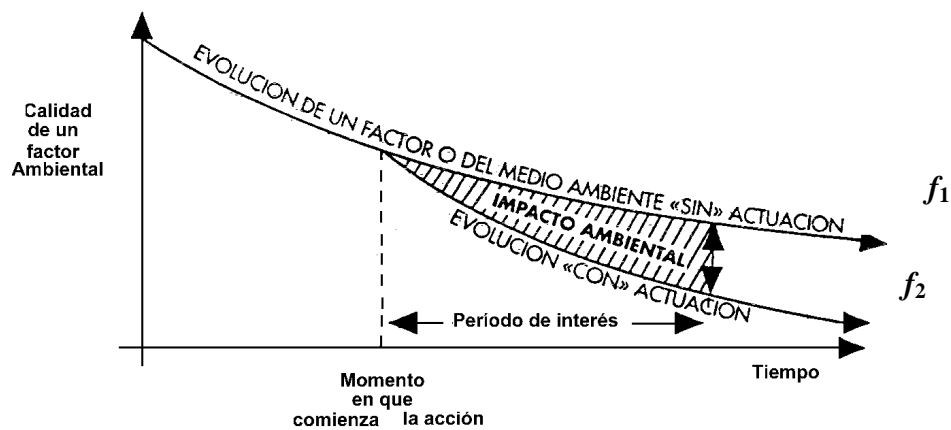 Calidad
de un
factor
Ambiental
EVOLUCION DE UN FACTOR O DEL MEDIO AMBIENTE «SIN» ACTUACION
f1
IMPACTO AMBIENTAL
EVOLUCION «CON» ACTUACION
f2
Período de interés
Tiempo
Momento
en que
comienza la acción